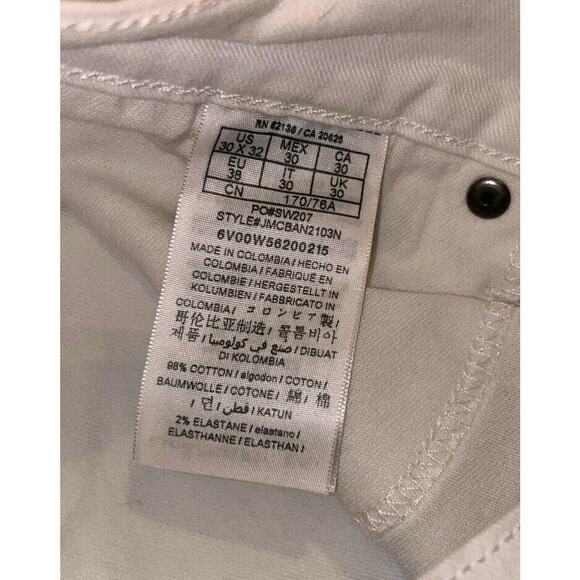 RN 62136 / CA 20625
US MEX CA
30 X 32 30 30
EU IT UK
38 30 30
CN 170/76A
PO#SW207
STYLE#JMCBAN2103N
6V00W56200215
MADE IN COLOMBIA / HECHO EN
COLOMBIA / FABRIQUÉ EN
COLOMBIE / HERGESTELLT IN
KOLUMBIEN / FABBRICATO IN
COLOMBIA / コロンビア製 /
哥伦比亚制造 / 콜롬비아
제품 / صنع في كولومبيا / DIBUAT
DI KOLOMBIA
98% COTTON / algodon / COTON /
BAUMWOLLE / COTONE / 綿 / 棉
/ 면 / قطن / KATUN
2% ELASTANE / elastano /
ELASTHANNE / ELASTHAN /